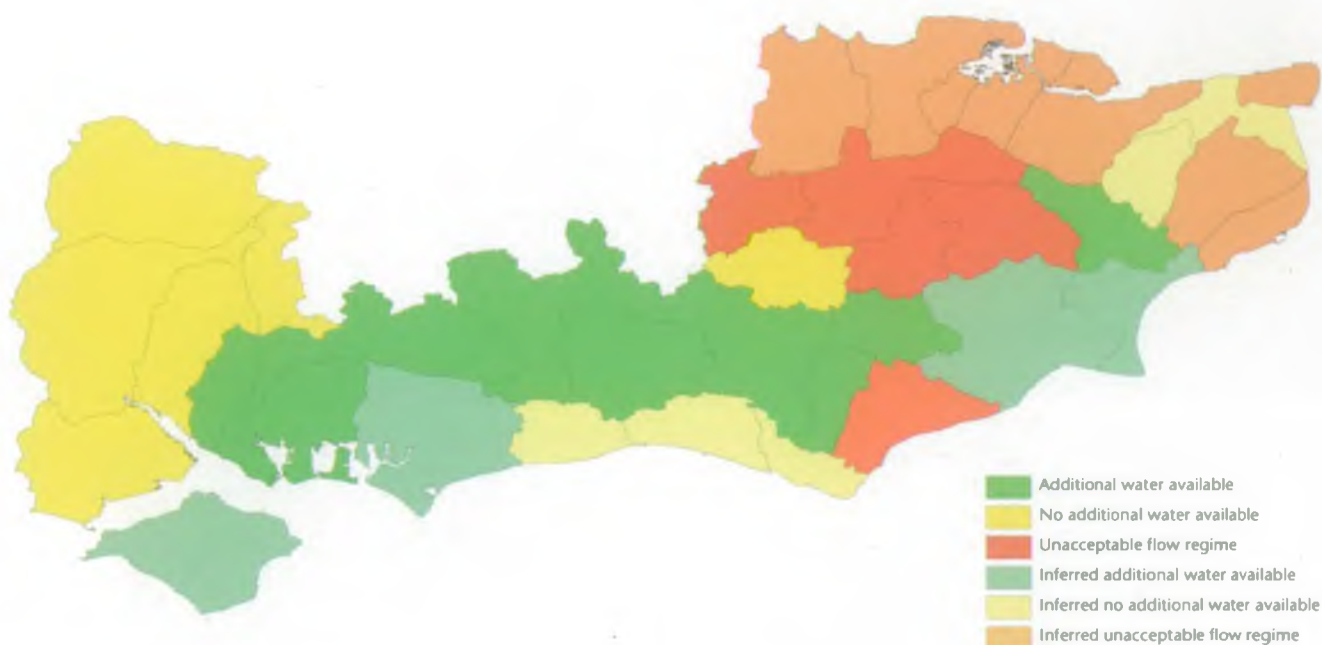 Additional water available
No additional water available
Unacceptable flow regime
Inferred additional water available
Inferred no additional water available
Inferred unacceptable flow regime